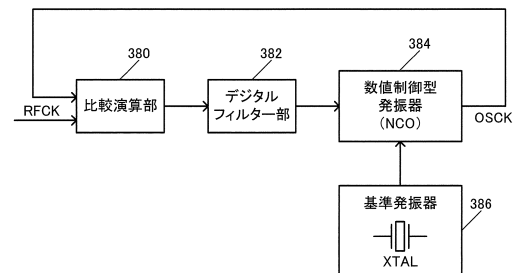 380
382
384
RFCK
比較演算部
デジタル
フィルター部
数値制御型
発振器
(NCO)
OSCK
基準発振器
XTAL
386